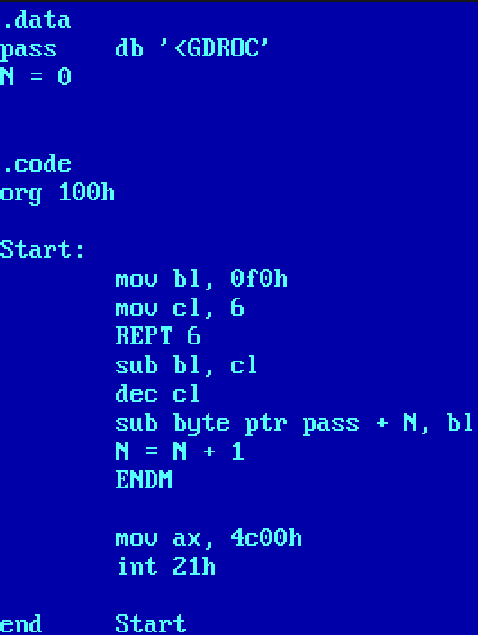 .data
pass    db '<GDROC'
N = 0
.code
org 100h
Start:
mov bl, 0f0h
mov cl, 6
REPT 6
sub bl, cl
dec cl
sub byte ptr pass + N, bl
N = N + 1
ENDM
mov ax, 4c00h
int 21h
end     Start